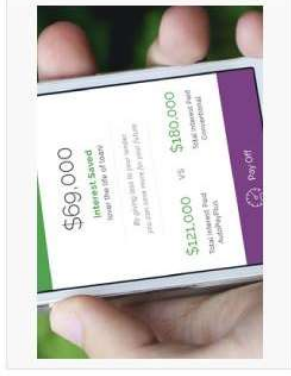 $69,000
Interest Saved
(over the life of loan)
By giving less to your lender
you can save more for your future
$121,000
Total Interest Paid
AutoPayPlus
VS
$180,000
Total Interest Paid
Conventional
Pay Off